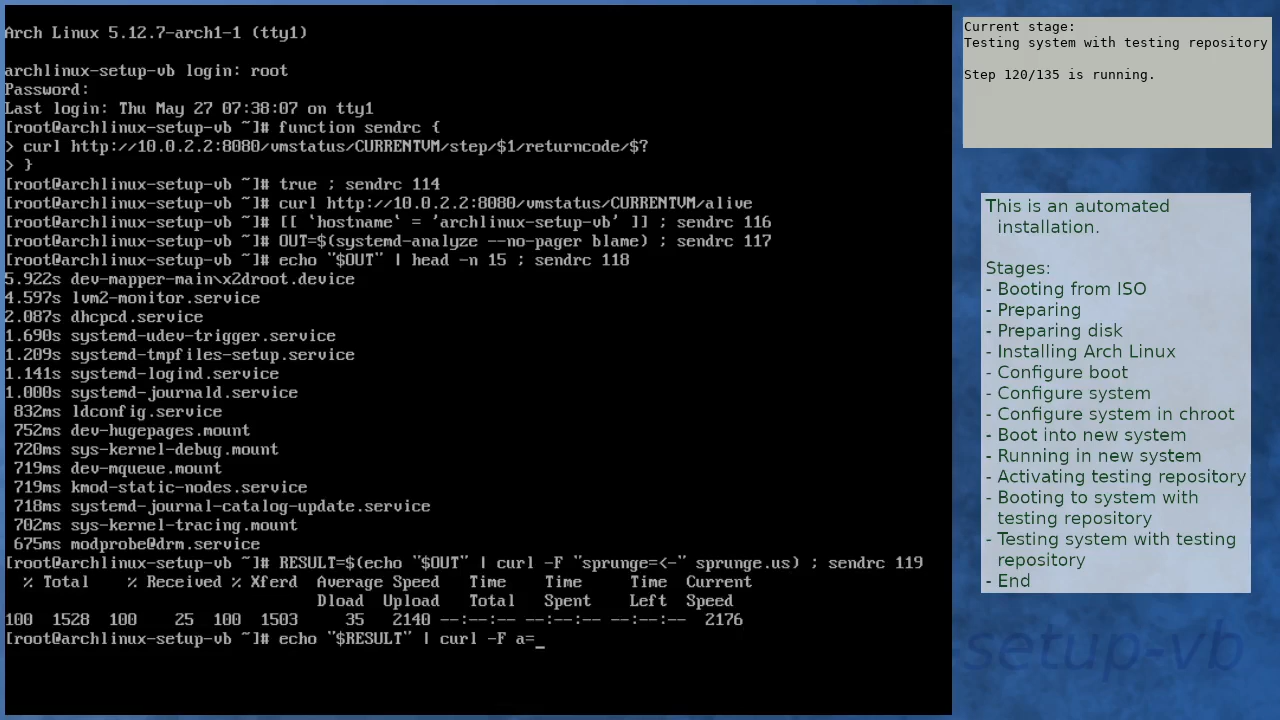 Arch Linux 5.12.7-arch1-1 (tty1)
archlinux-setup-vb login: root
Password:
Last login: Thu May 27 07:38:07 on tty1
[root@archlinux-setup-vb ~]# function sendrc {
> curl http://10.0.2.2:8080/vmstatus/CURRENTVM/step/$1/returncode/$?
> }
[root@archlinux-setup-vb ~]# true ; sendrc 114
[root@archlinux-setup-vb ~]# curl http://10.0.2.2:8080/vmstatus/CURRENTVM/alive
[root@archlinux-setup-vb ~]# [[ `hostname` = 'archlinux-setup-vb' ]] ; sendrc 116
[root@archlinux-setup-vb ~]# OUT=$(systemd-analyze --no-pager blame) ; sendrc 117
[root@archlinux-setup-vb ~]# echo "$OUT" | head -n 15 ; sendrc 118
5.922s dev-mapper-main\x2droot.device
4.597s lvm2-monitor.service
2.087s dhcpcd.service
1.690s systemd-udev-trigger.service
1.209s systemd-tmpfiles-setup.service
1.141s systemd-logind.service
1.000s systemd-journald.service
832ms ldconfig.service
752ms dev-hugepages.mount
720ms sys-kernel-debug.mount
719ms dev-mqueue.mount
719ms kmod-static-nodes.service
718ms systemd-journal-catalog-update.service
702ms sys-kernel-tracing.mount
675ms modprobe@drm.service
[root@archlinux-setup-vb ~]# RESULT=$(echo "$OUT" | curl -F "sprunge=<-" sprunge.us) ; sendrc 119
% Total % Received % Xferd Average Speed Time Time Time Current
Dload Upload Total Spent Left Speed
100 1528 100 25 100 1503 35 2140 --:--:-- --:--:-- --:--:-- 2176
[root@archlinux-setup-vb ~]# echo "$RESULT" | curl -F a=_
Current stage:
Testing system with testing repository
Step 120/135 is running.
This is an automated
installation.
Stages:
- Booting from ISO
- Preparing
- Preparing disk
- Installing Arch Linux
- Configure boot
- Configure system
- Configure system in chroot
- Boot into new system
- Running in new system
- Activating testing repository
- Booting to system with
testing repository
- Testing system with testing
repository
- End
setup-vb